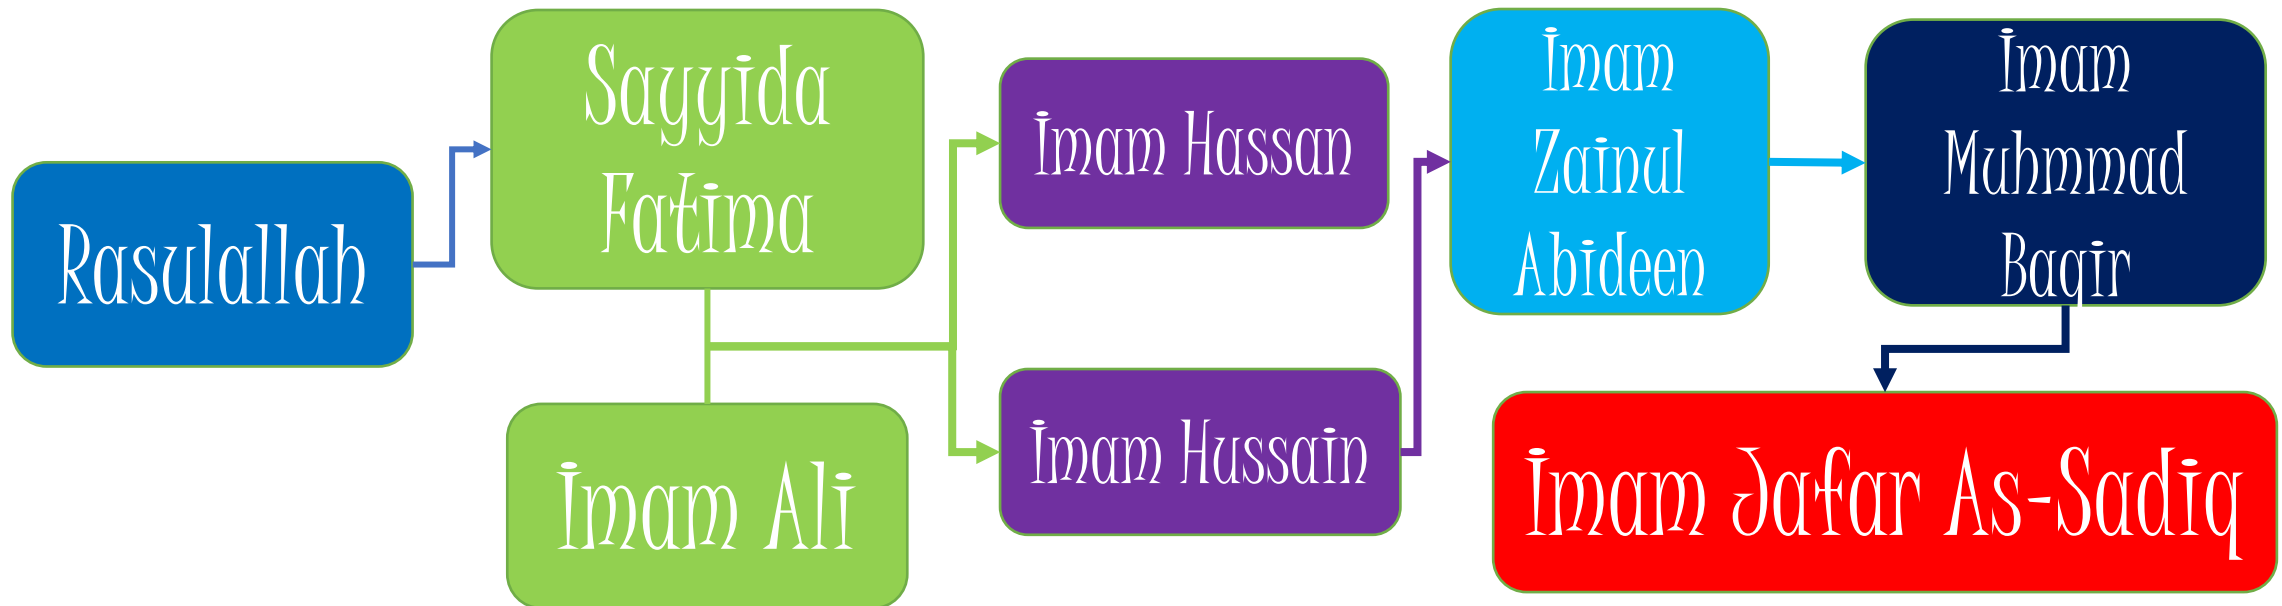 Rasulallah
Sayyida
Fatima
Imam Ali
Imam Hassan
Imam Hussain
Imam
Zainul
Abideen
Imam
Muhmmad
Baqir
Imam Jafar As-Sadiq